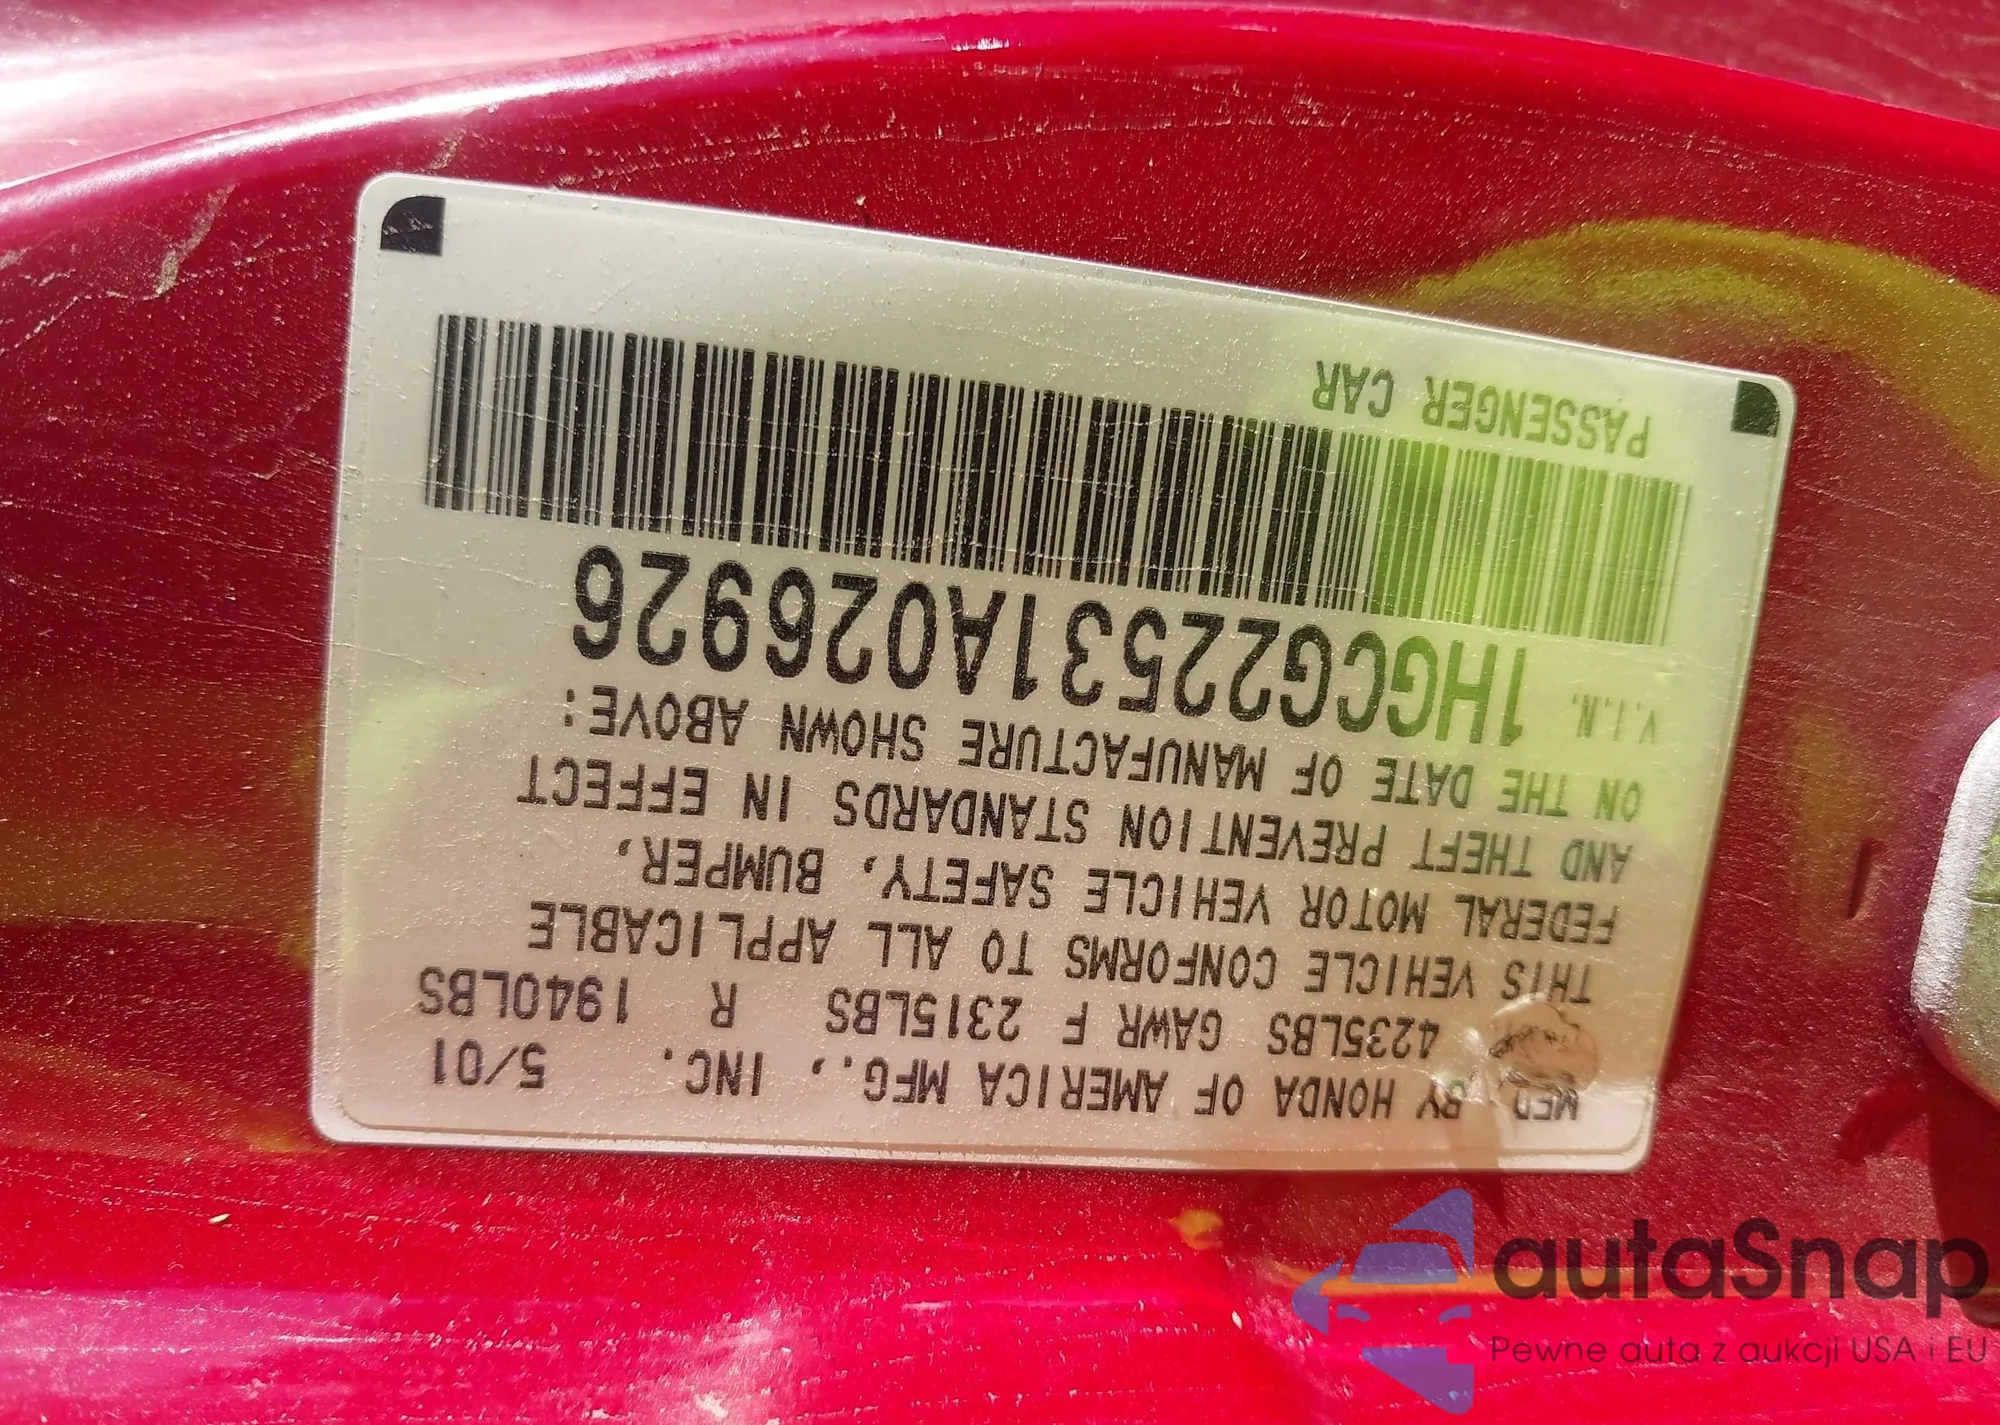 MFD BY HONDA OF AMERICA MFG., INC. 5/01
4235LBS GAWR F 2315LBS R 1940LBS
THIS VEHICLE CONFORMS TO ALL APPLICABLE
FEDERAL MOTOR VEHICLE SAFETY, BUMPER,
AND THEFT PREVENTION STANDARDS IN EFFECT
ON THE DATE OF MANUFACTURE SHOWN ABOVE:
V.I.N. 1HGCG22531A026926
PASSENGER CAR
autaSnap
Pewne auta z aukcji USA i EU